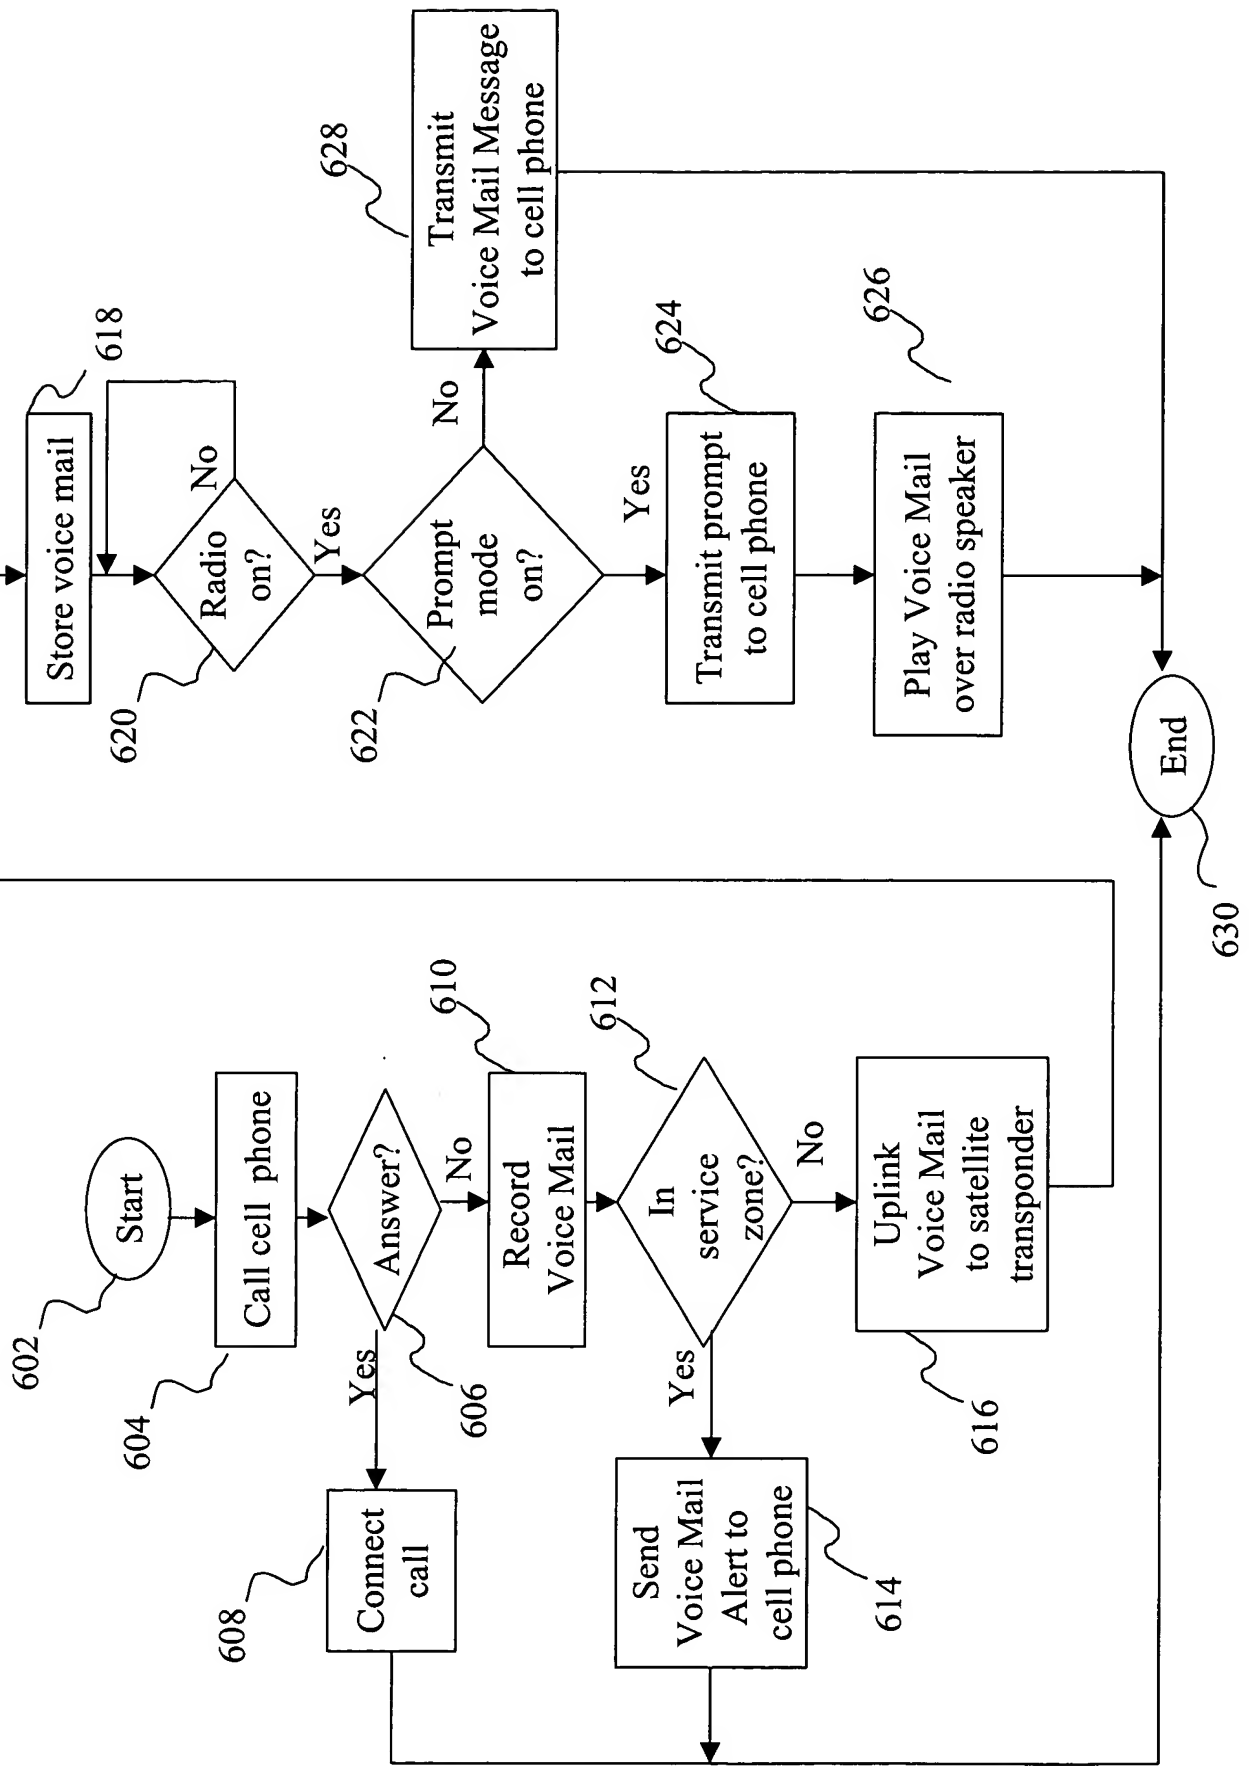 602
Start
604
Call cell phone
Answer?
606
Yes
No
608
Connect
call
610
Record
Voice Mail
612
In
service
zone?
Yes
No
Send
Voice Mail
Alert to
cell phone
614
Uplink
Voice Mail
to satellite
transponder
616
618
Store voice mail
Radio
on?
620
No
Yes
Prompt
mode
on?
622
No
Yes
628
Transmit
Voice Mail Message
to cell phone
624
Transmit prompt
to cell phone
626
Play Voice Mail
over radio speaker
End
630